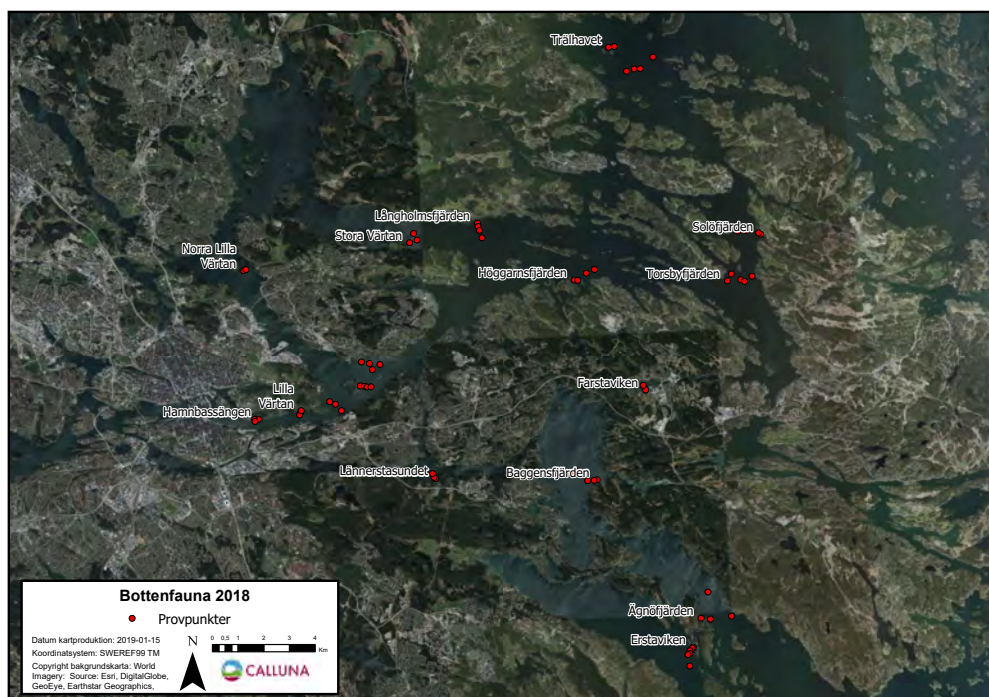 Trälhavet
Långholmsfjärden
Stora Värtan
Solöfjärden
Norra Lilla
Värtan
Höggarnsfjärden
Torsbyfjärden
Farstaviken
Lilla
Värtan
Hamnbassängen
Lännerstasundet
Baggensfjärden
Ägnöfjärden
Erstaviken
Bottenfauna 2018
Provpunkter
Datum kartproduktion: 2019-01-15
Koordinatsystem: SWEREF99 TM
Copyright bakgrundskarta: World
Imagery: Source: Esri, DigitalGlobe,
GeoEye, Earthstar Geographics,
N
0 0,5 1 2 3 4
Km
CALLUNA